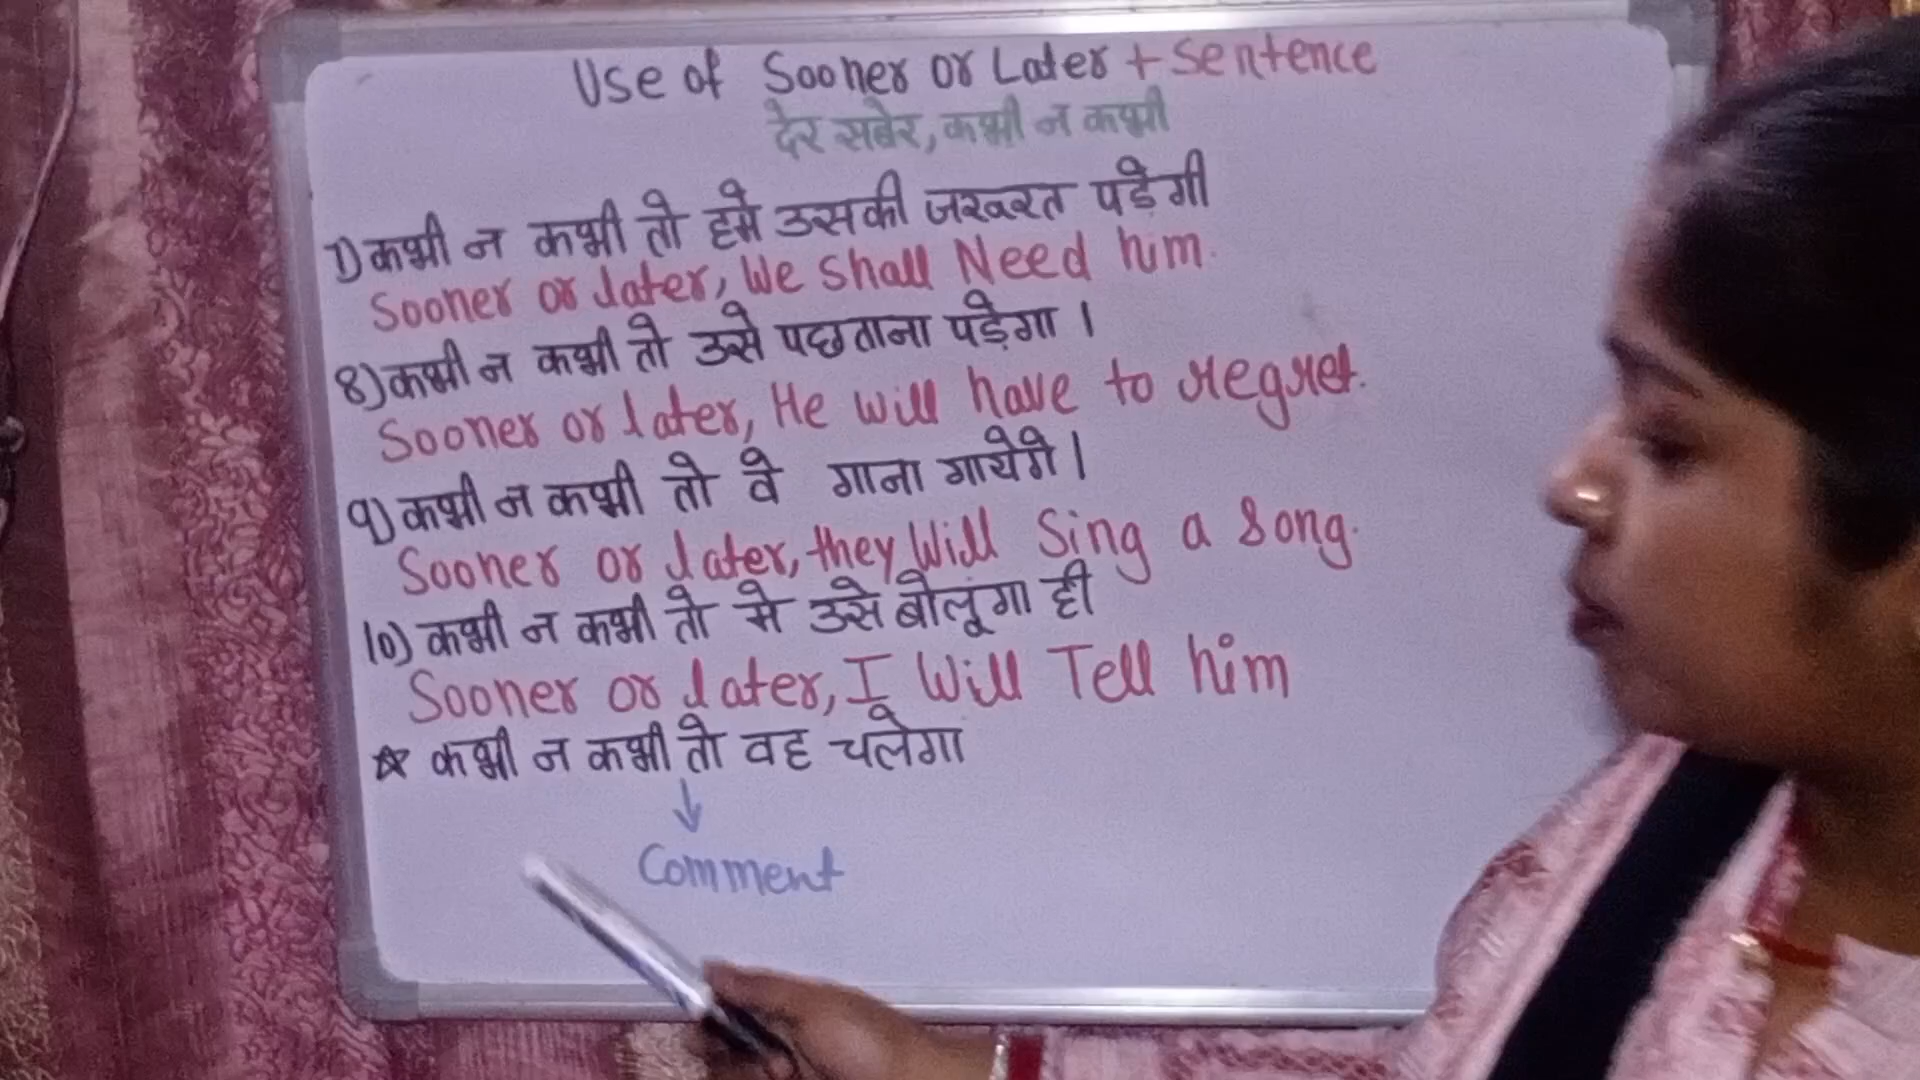 Use of Sooner or Later + Sentence
देर सबेर, कभी न कभी
7) कभी न कभी तो हमे उसकी जरूरत पड़ेगी
Sooner or later, We shall Need him.
8) कभी न कभी तो उसे पछताना पड़ेगा ।
Sooner or later, He will have to regret.
9) कभी न कभी तो वे गाना गायेगे ।
Sooner or later, they Will Sing a Song.
10) कभी न कभी तो मे उसे बोलूंगा ही
Sooner or later, I Will Tell him
☆ कभी न कभी तो वह चलेगा
↓
Comment